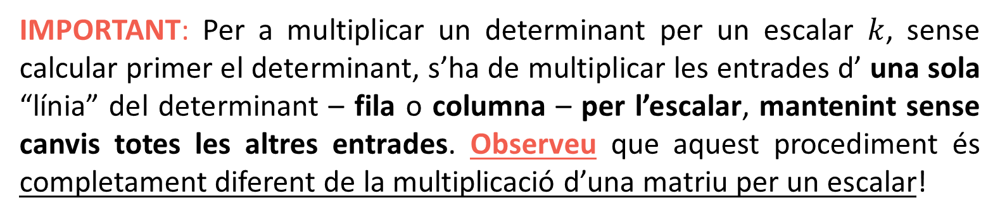 IMPORTANT: Per a multiplicar un determinant per un escalar k, sense
calcular primer el determinant, s’ha de multiplicar les entrades d’ una sola
“línia” del determinant – fila o columna – per l’escalar, mantenint sense
canvis totes les altres entrades. Observeu que aquest procediment és
completament diferent de la multiplicació d’una matriu per un escalar!